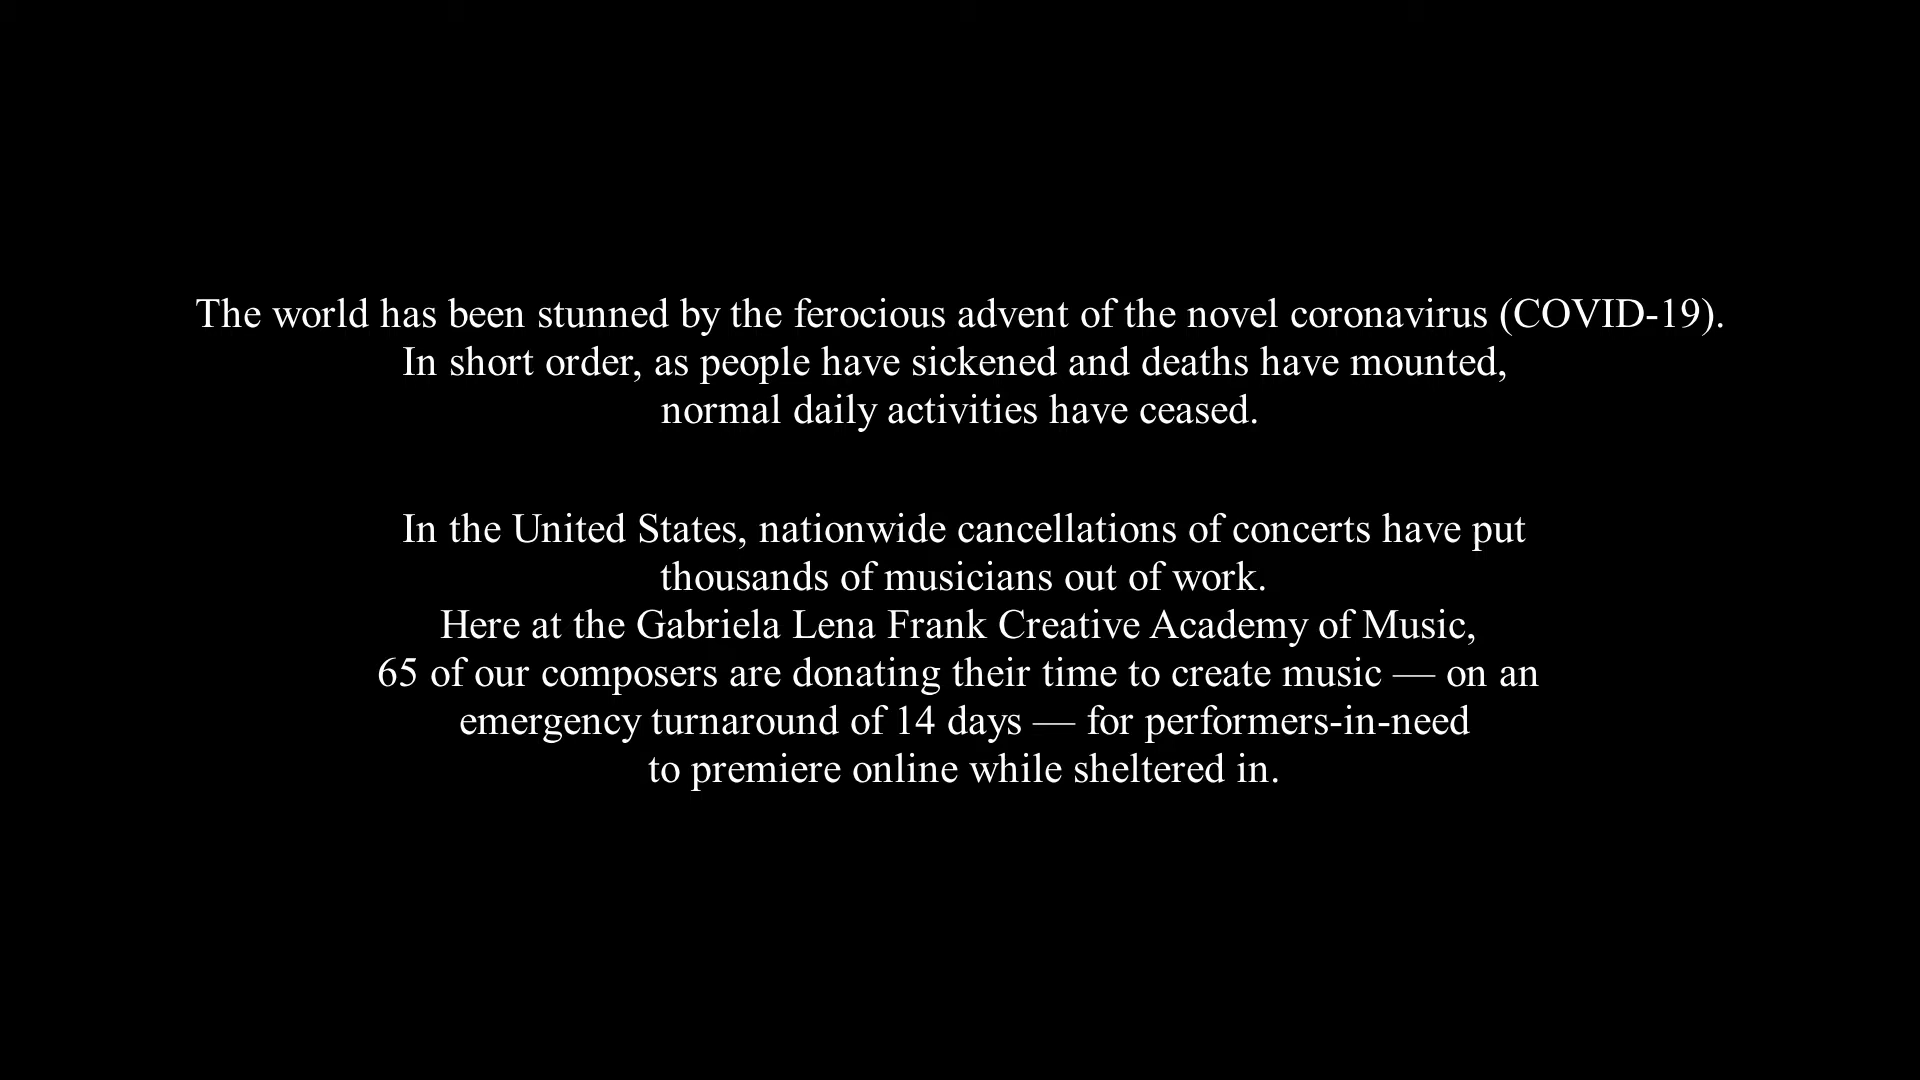 The world has been stunned by the ferocious advent of the novel coronavirus (COVID-19).
In short order, as people have sickened and deaths have mounted,
normal daily activities have ceased.
In the United States, nationwide cancellations of concerts have put
thousands of musicians out of work.
Here at the Gabriela Lena Frank Creative Academy of Music,
65 of our composers are donating their time to create music — on an
emergency turnaround of 14 days — for performers-in-need
to premiere online while sheltered in.